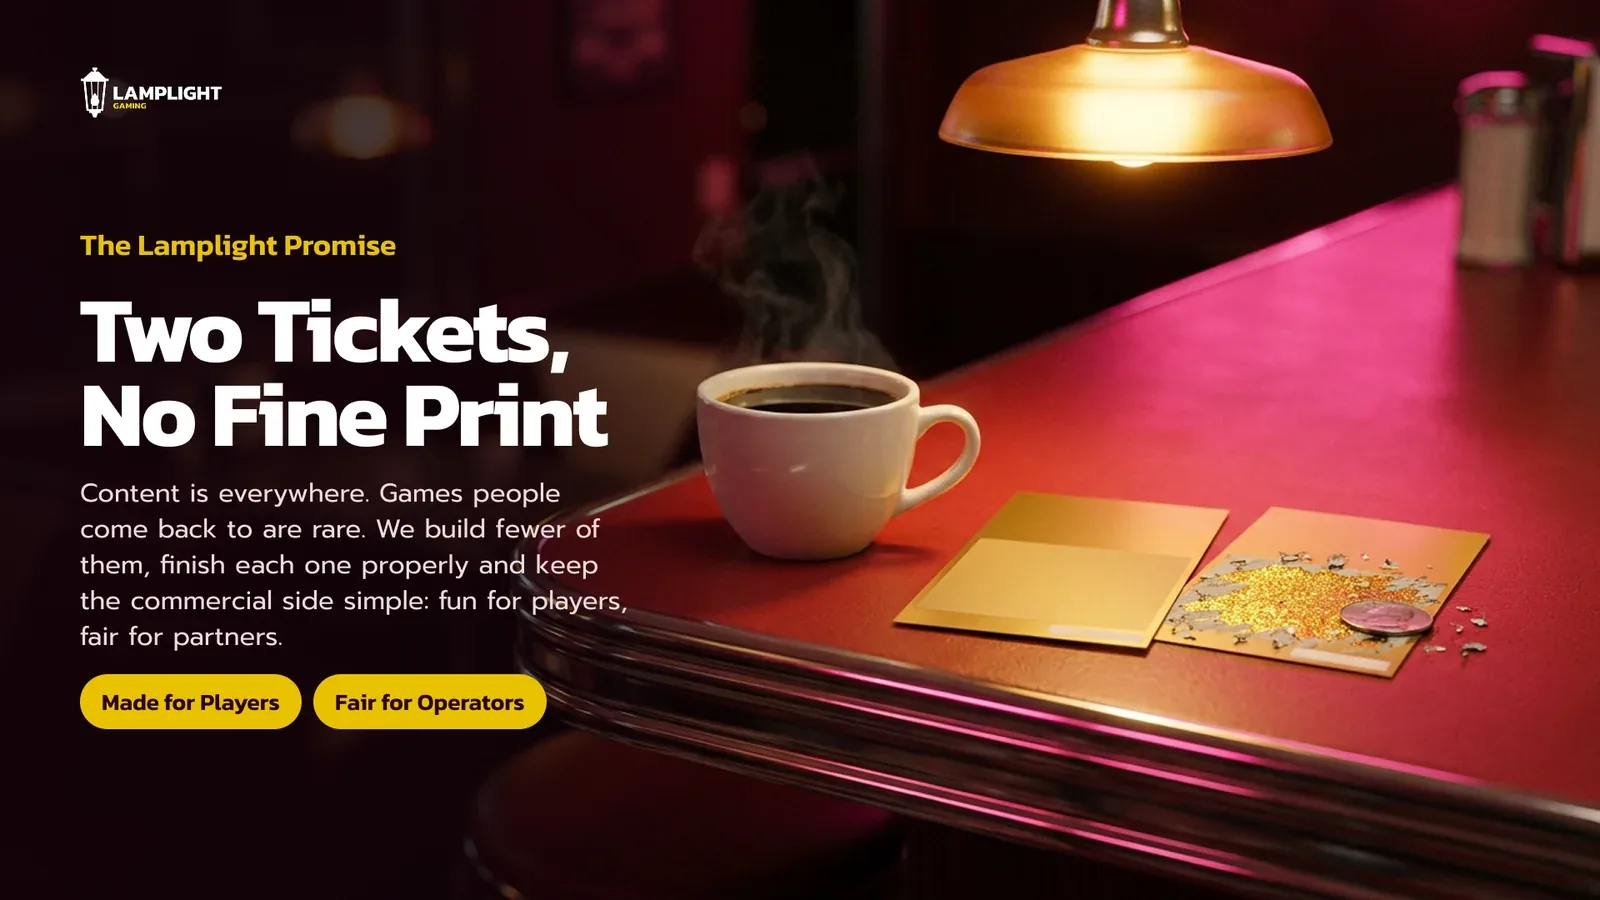 LAMPLIGHT
GAMING
The Lamplight Promise
Two Tickets,
No Fine Print
Content is everywhere. Games people
come back to are rare. We build fewer of
them, finish each one properly and keep
the commercial side simple: fun for players,
fair for partners.
Made for Players
Fair for Operators